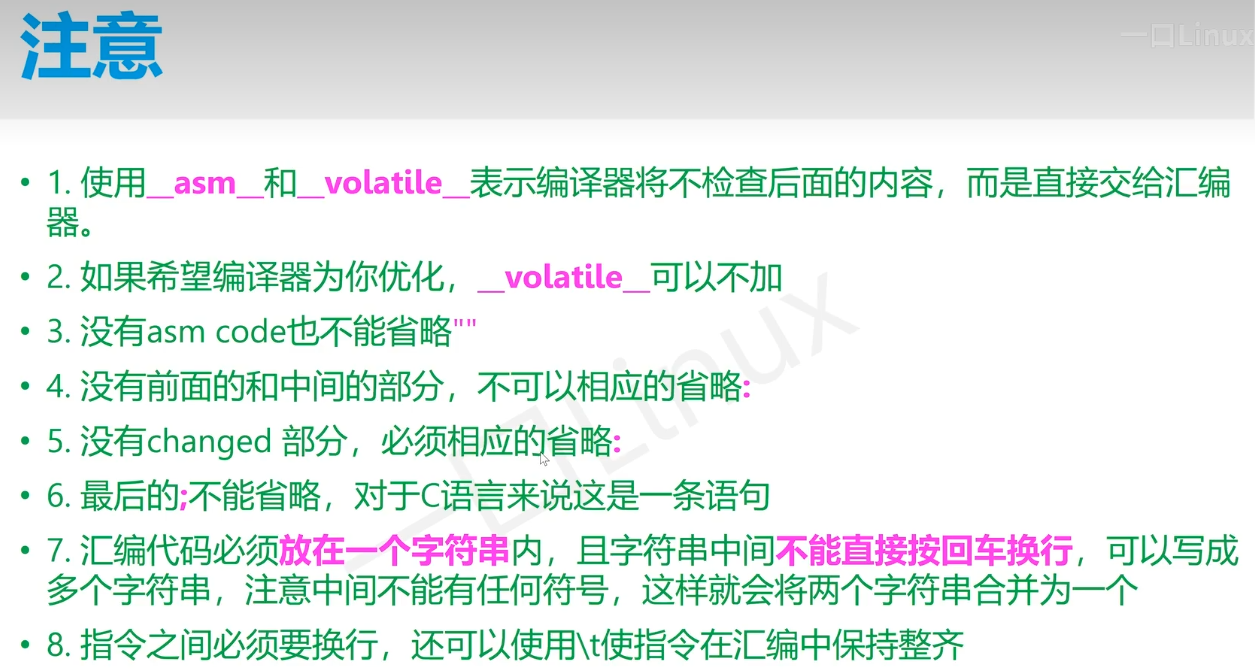 注意
一口Linux
• 1. 使用__asm__和__volatile__表示编译器将不检查后面的内容，而是直接交给汇编
器。
• 2. 如果希望编译器为你优化，__volatile__可以不加
• 3. 没有asm code也不能省略""
• 4. 没有前面的和中间的部分，不可以相应的省略:
• 5. 没有changed 部分，必须相应的省略:
• 6. 最后的;不能省略，对于C语言来说这是一条语句
• 7. 汇编代码必须放在一个字符串内，且字符串中间不能直接按回车换行，可以写成
多个字符串，注意中间不能有任何符号，这样就会将两个字符串合并为一个
• 8. 指令之间必须要换行，还可以使用\t使指令在汇编中保持整齐
一口Linux